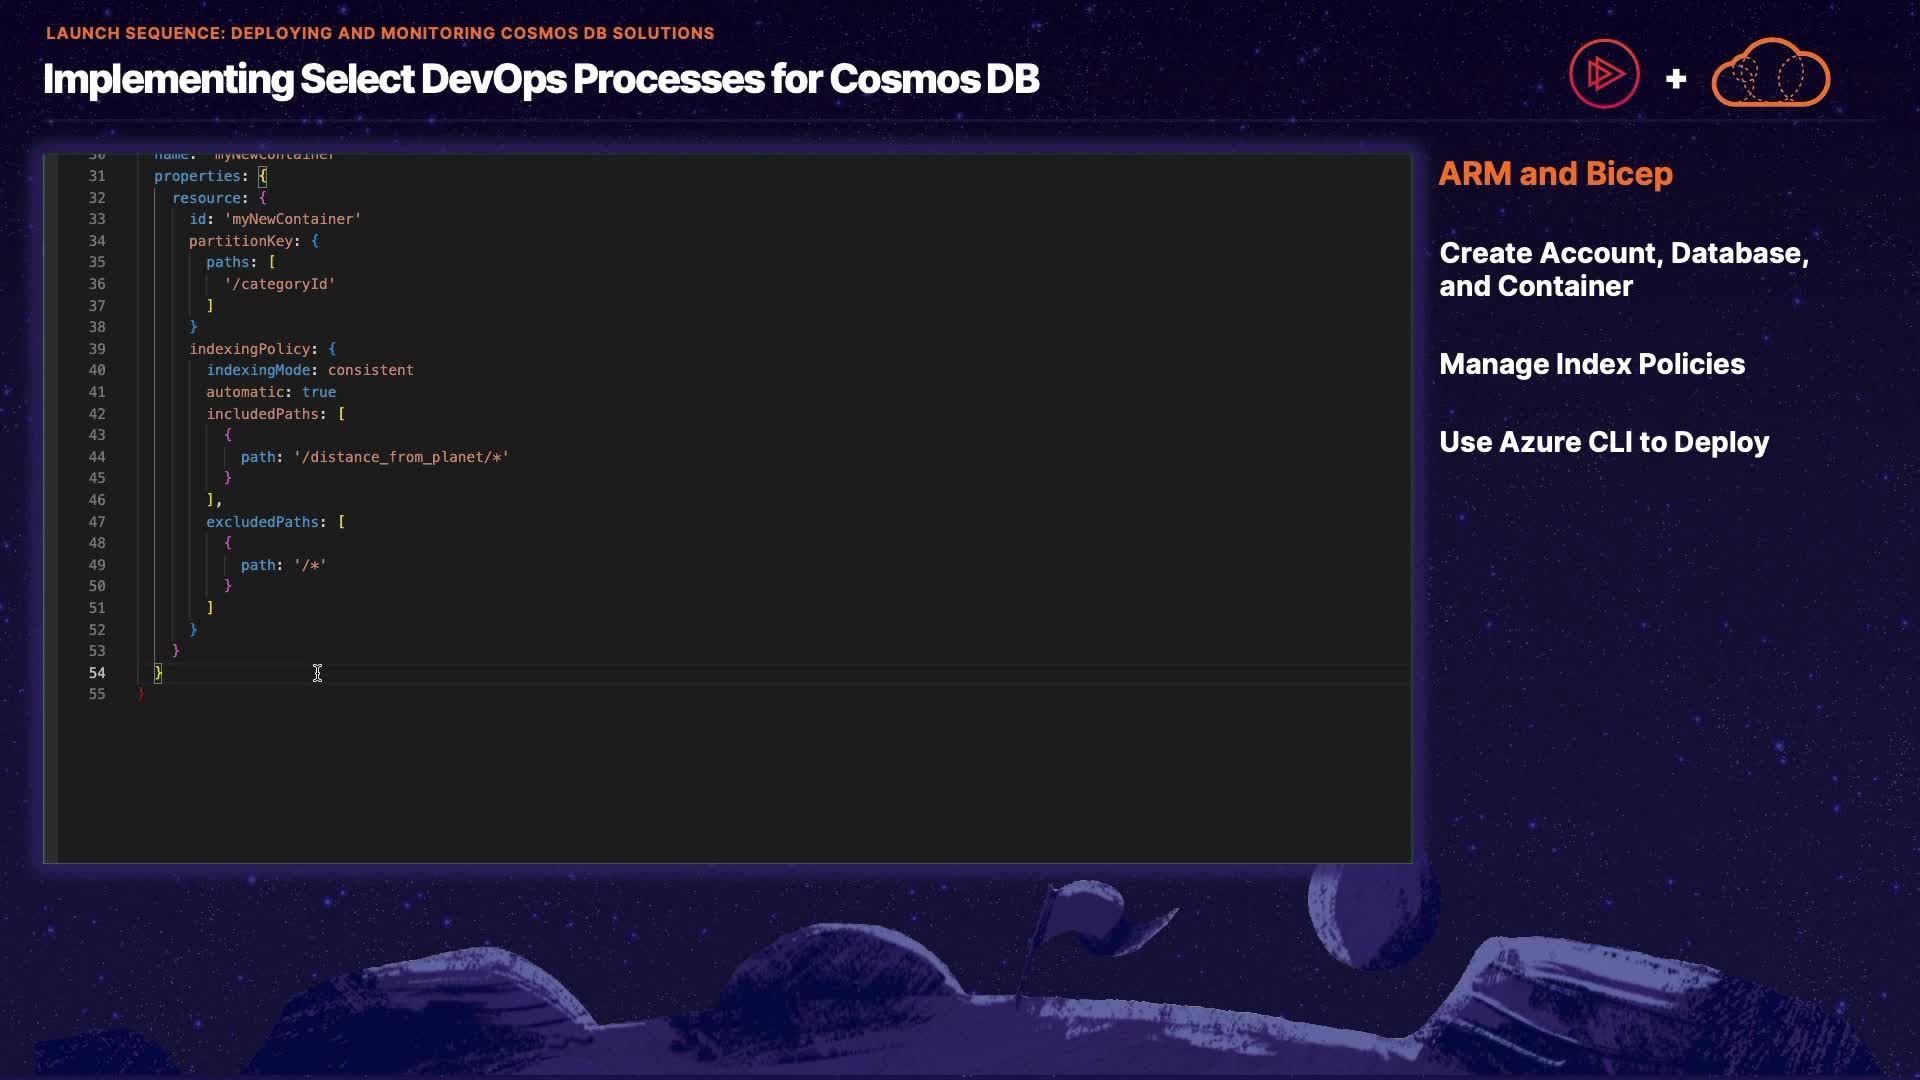 LAUNCH SEQUENCE: DEPLOYING AND MONITORING COSMOS DB SOLUTIONS
Implementing Select DevOps Processes for Cosmos DB
+
30 name: 'myNewContainer'
31 properties: {
32 resource: {
33 id: 'myNewContainer'
34 partitionKey: {
35 paths: [
36 '/categoryId'
37 ]
38 }
39 indexingPolicy: {
40 indexingMode: consistent
41 automatic: true
42 includedPaths: [
43 {
44 path: '/distance_from_planet/*'
45 }
46 ],
47 excludedPaths: [
48 {
49 path: '/*'
50 }
51 ]
52 }
53 }
54 }
55 }
ARM and Bicep
Create Account, Database,
and Container
Manage Index Policies
Use Azure CLI to Deploy